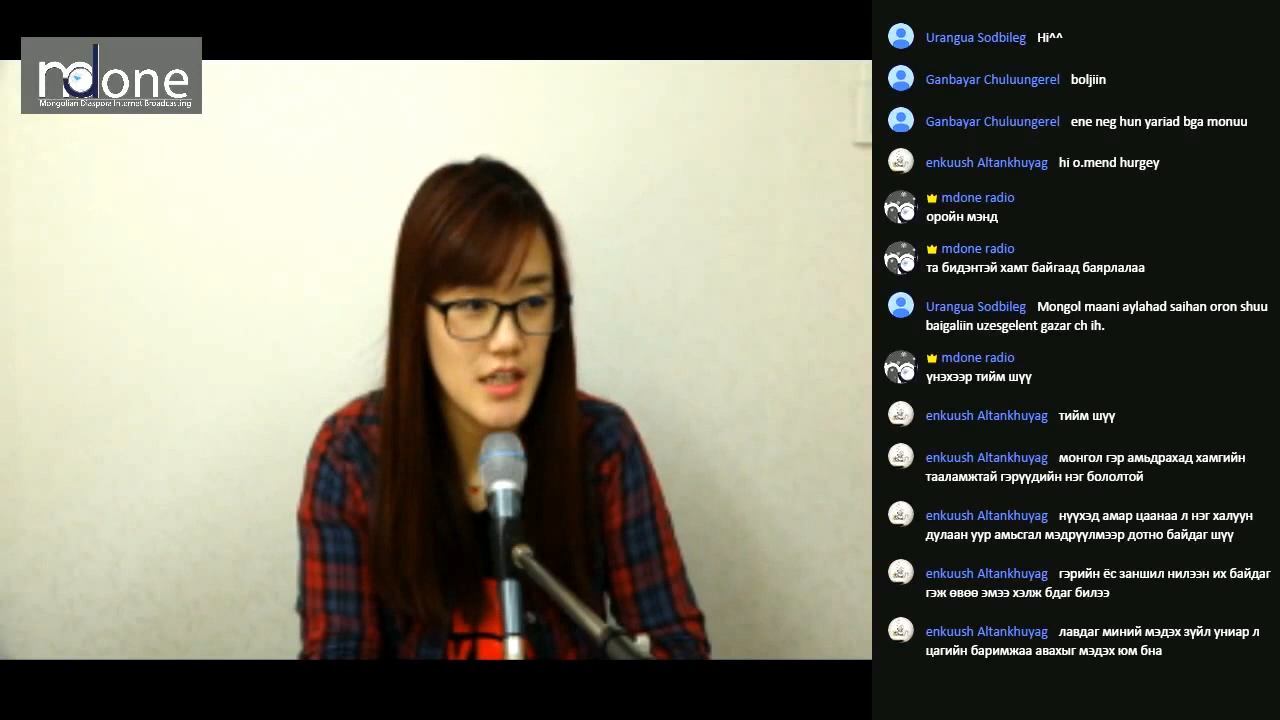 mdone
Mongolian Diaspora Internet Broadcasting
Urangua Sodbileg Hi^^
Ganbayar Chuluungerel boljiin
Ganbayar Chuluungerel ene neg hun yariad bga monuu
enkuush Altankhuyag hi o.mend hurgey
mdone radio
оройн мэнд
mdone radio
та бидэнтэй хамт байгаад баярлалаа
Urangua Sodbileg Mongol maani aylahad saihan oron shuu
baigaliin uzesgelent gazar ch ih.
mdone radio
үнэхээр тийм шүү
enkuush Altankhuyag тийм шүү
enkuush Altankhuyag монгол гэр амьдрахад хамгийн
тааламжтай гэрүүдийн нэг бололтой
enkuush Altankhuyag нүүхэд амар цаанаа л нэг халуун
дулаан уур амьсгал мэдрүүлмээр дотно байдаг шүү
enkuush Altankhuyag гэрийн ёс заншил нилээн их байдаг
гэж өвөө эмээ хэлж бдаг билээ
enkuush Altankhuyag лавдаг миний мэдэх зүйл униар л
цагийн баримжаа авахыг мэдэх юм бна